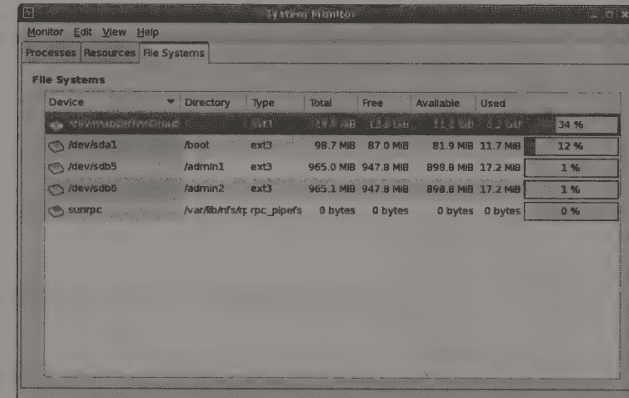 System Monitor
Monitor Edit View Help
Processes Resources File Systems
File Systems
Device Directory Type Total Free Available Used
34 %
/dev/sda1 /boot ext3 98.7 MiB 87.0 MiB 81.9 MiB 11.7 MiB 12 %
/dev/sdb5 /admin1 ext3 965.0 MiB 947.8 MiB 898.8 MiB 17.2 MiB 1 %
/dev/sdb6 /admin2 ext3 965.1 MiB 947.8 MiB 898.8 MiB 17.2 MiB 1 %
sunrpc /var/lib/nfs/rp rpc_pipefs 0 bytes 0 bytes 0 bytes 0 bytes 0 %